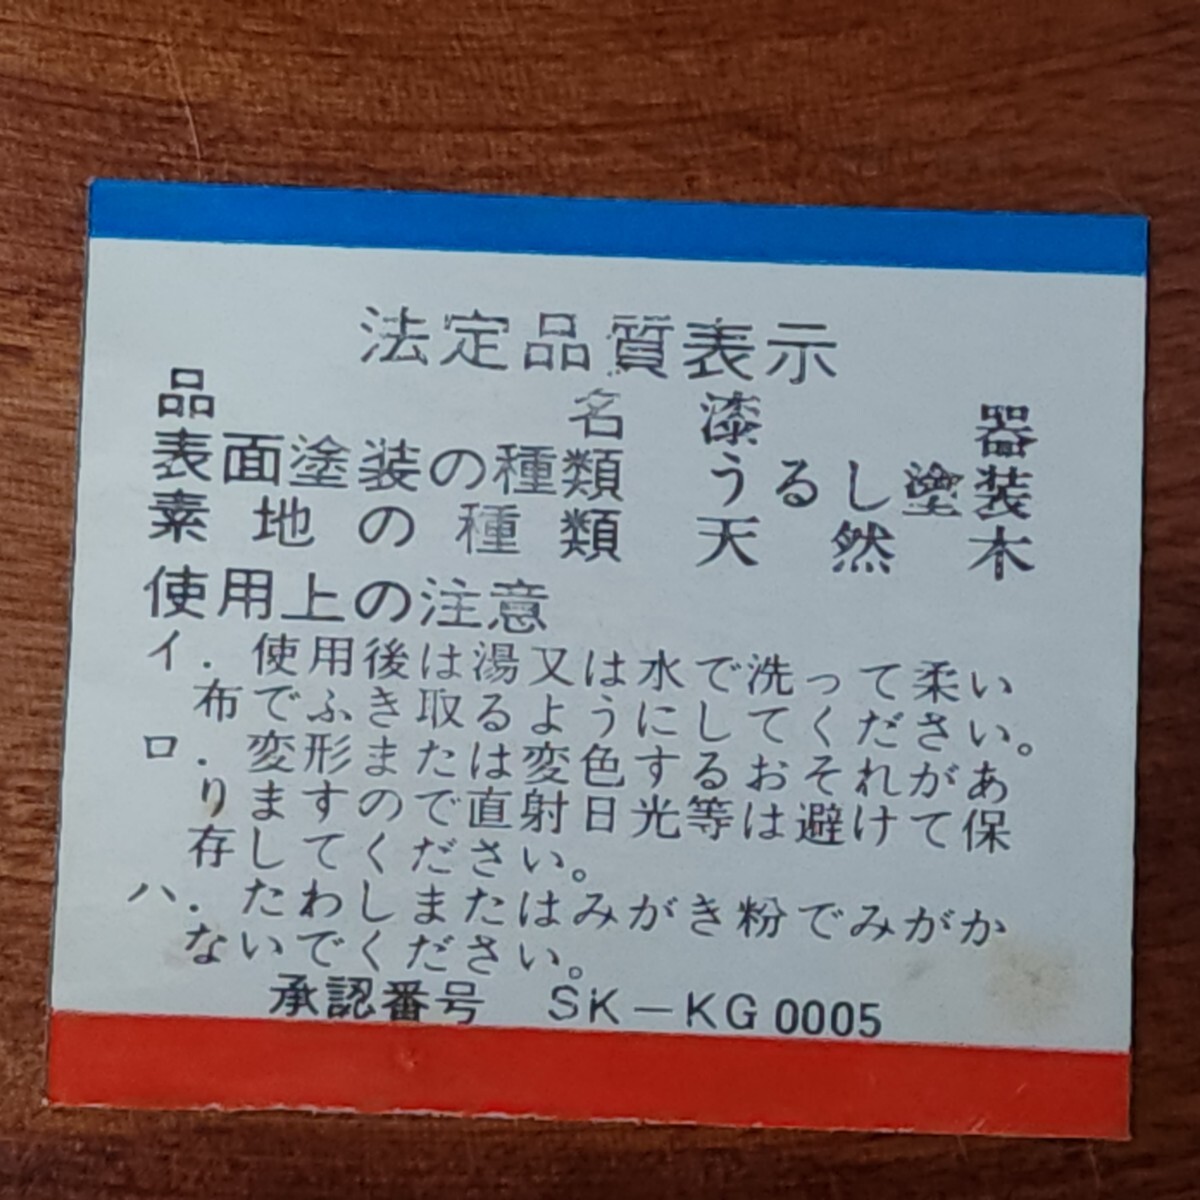 法定品質表示
品名 漆器
表面塗装の種類 うるし塗装
素地の種類 天然木
使用上の注意
イ. 使用後は湯又は水で洗って柔い
布でふき取るようにしてください。
ロ. 変形または変色するおそれがあ
りますので直射日光等は避けて保
存してください。
ハ. たわしまたはみがき粉でみがか
ないでください。
承認番号 SK－KG0005